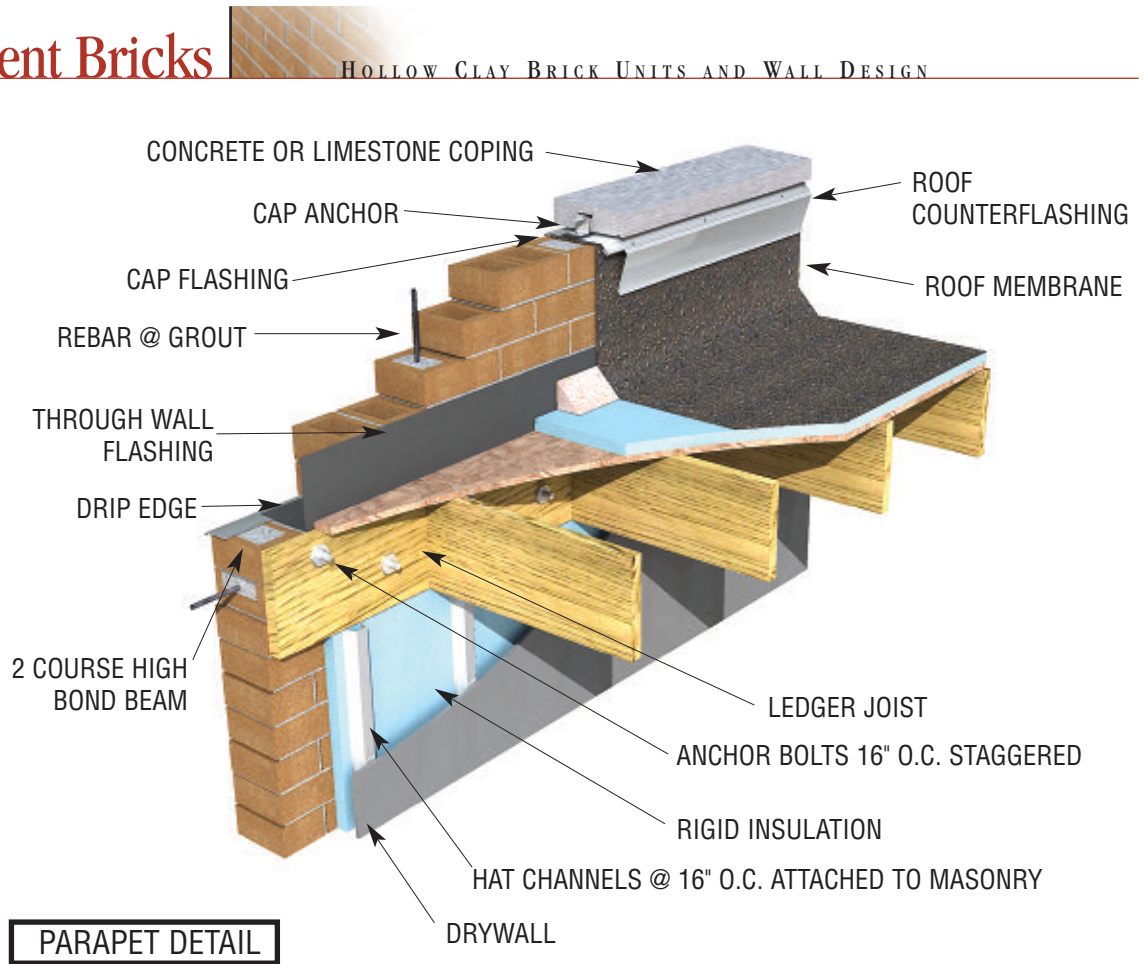 ent Bricks
HOLLOW CLAY BRICK UNITS AND WALL DESIGN
CONCRETE OR LIMESTONE COPING
ROOF
COUNTERFLASHING
CAP ANCHOR
CAP FLASHING
ROOF MEMBRANE
REBAR @ GROUT
THROUGH WALL
FLASHING
DRIP EDGE
2 COURSE HIGH
BOND BEAM
LEDGER JOIST
ANCHOR BOLTS 16" O.C. STAGGERED
RIGID INSULATION
HAT CHANNELS @ 16" O.C. ATTACHED TO MASONRY
DRYWALL
PARAPET DETAIL